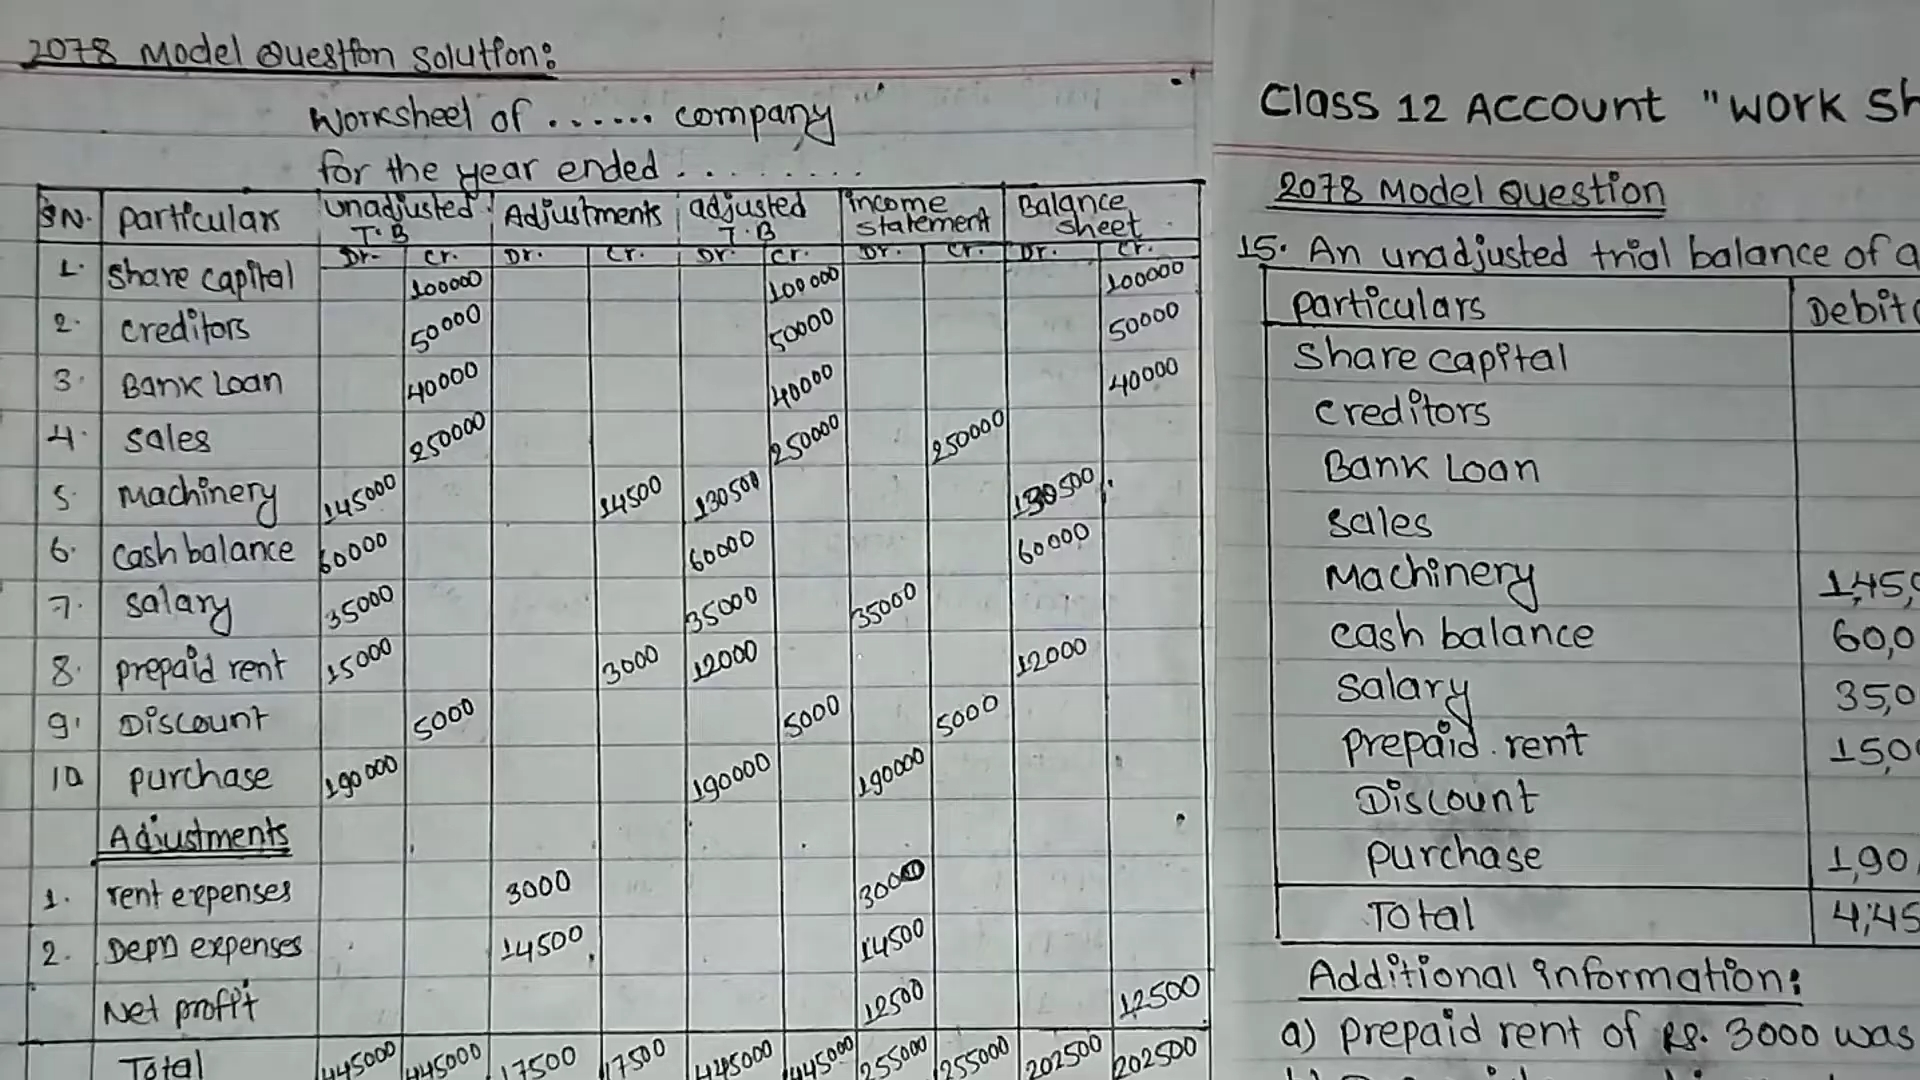 2078 Model Question solution:
Worksheet of ...... company
for the year ended ........
S.N. particulars unadjusted T.B Adjustments adjusted T.B income statement Balance sheet
Dr. Cr. Dr. Cr. Dr. Cr. Dr. Cr. Dr. Cr.
1. share capital 100000 100000 100000
2. creditors 50000 50000 50000
3. Bank Loan 40000 40000 40000
4. sales 250000 250000 250000
5. Machinery 145000 14500 130500 130500
6. cash balance 60000 60000 60000
7. salary 35000 35000 35000
8. prepaid rent 15000 3000 12000 12000
9. Discount 5000 5000 5000
10 purchase 190000 190000 190000
Adjustments
1. rent expenses 3000 3000
2. Depn expenses 14500 14500
Net profit 12500 12500
Total 445000 445000 17500 17500 445000 445000 255000 255000 202500 202500
Class 12 Account "Work Sh
2078 Model Question
15. An unadjusted trial balance of a
particulars Debit
Share capital
creditors
Bank Loan
sales
Machinery 1,45,
cash balance 60,0
salary 35,0
prepaid rent 15,0
Discount
purchase 1,90,
Total 4,45
Additional information:
a) prepaid rent of Rs. 3000 was